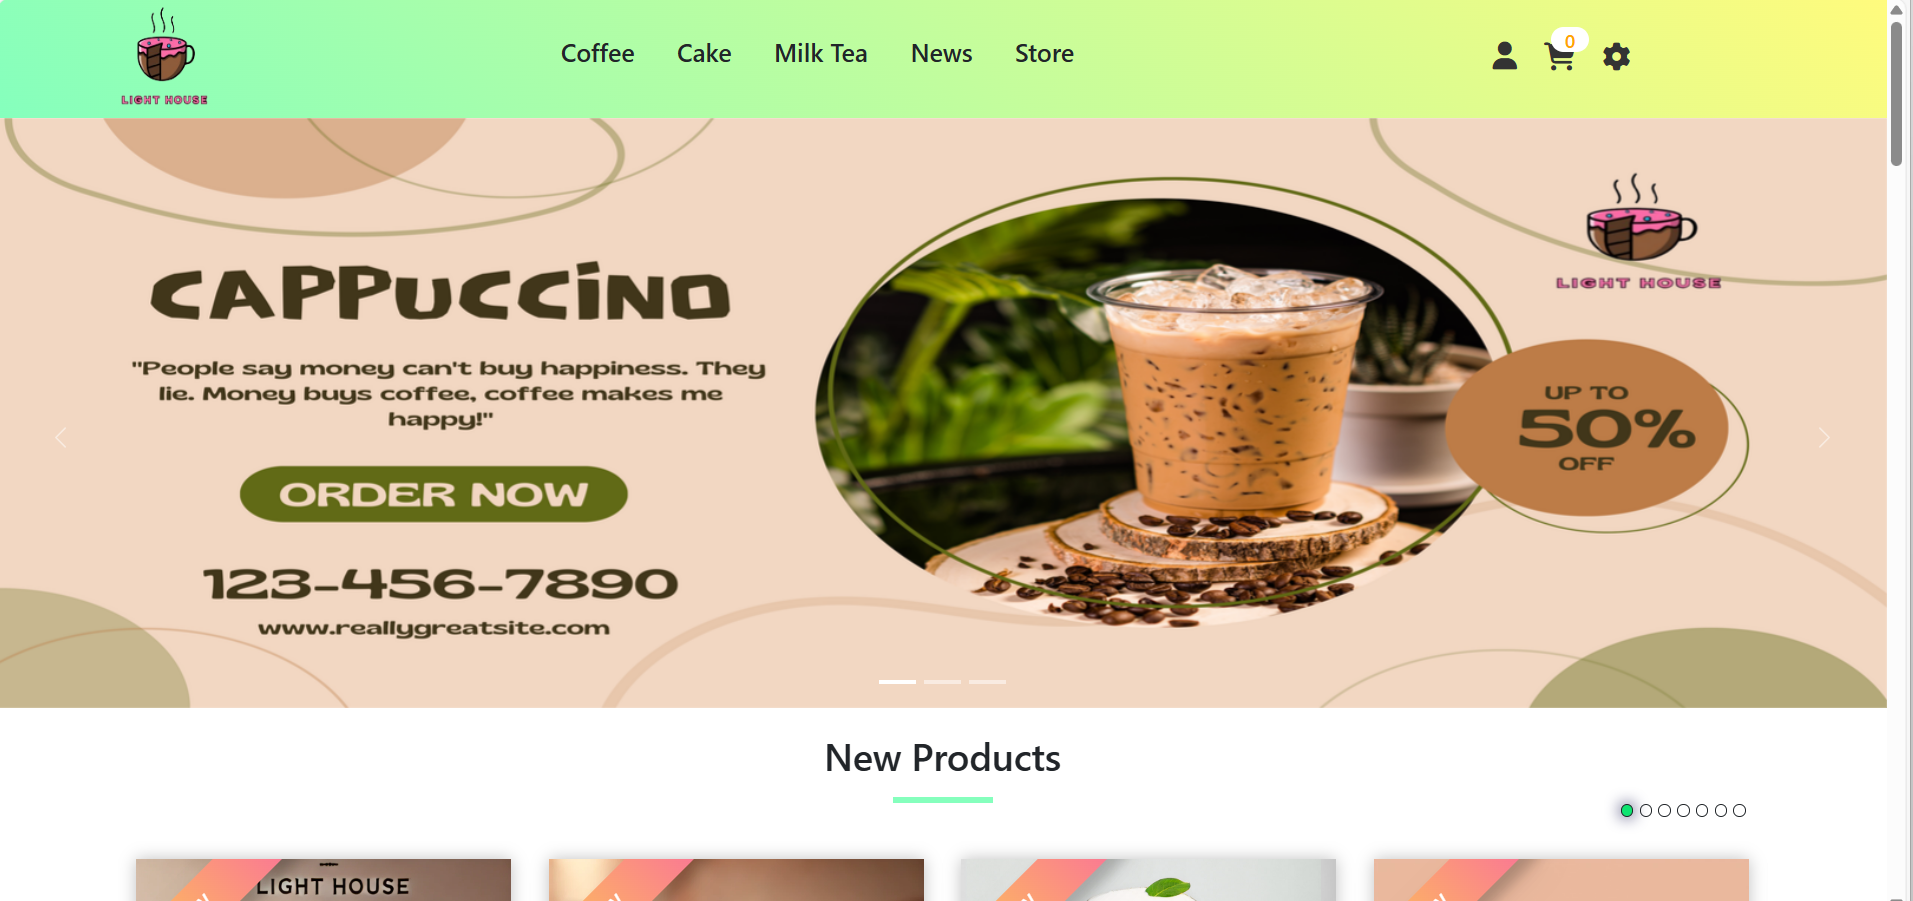 LIGHT HOUSE
Coffee
Cake
Milk Tea
News
Store
0
LIGHT HOUSE
CAPPUCCINO
"People say money can't buy happiness. They
lie. Money buys coffee, coffee makes me
happy!"
ORDER NOW
123-456-7890
www.reallygreatsite.com
UP TO
50%
OFF
New Products
LIGHT HOUSE